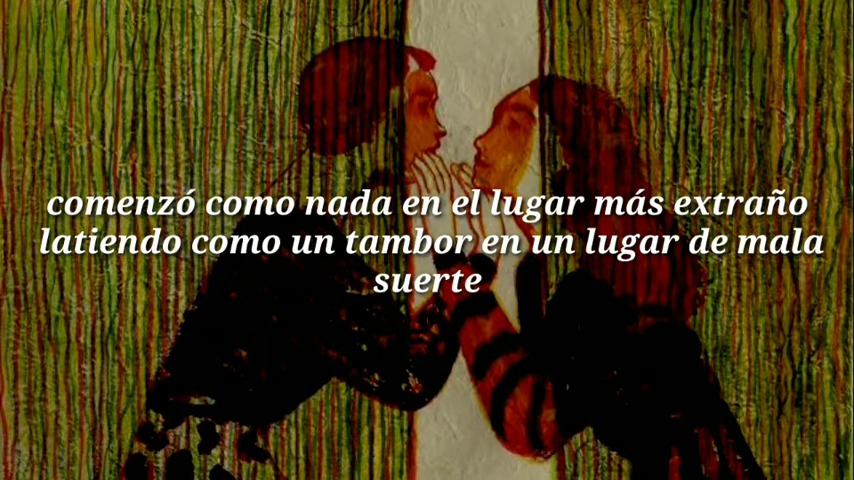 comenzó como nada en el lugar más extraño
latiendo como un tambor en un lugar de mala
suerte